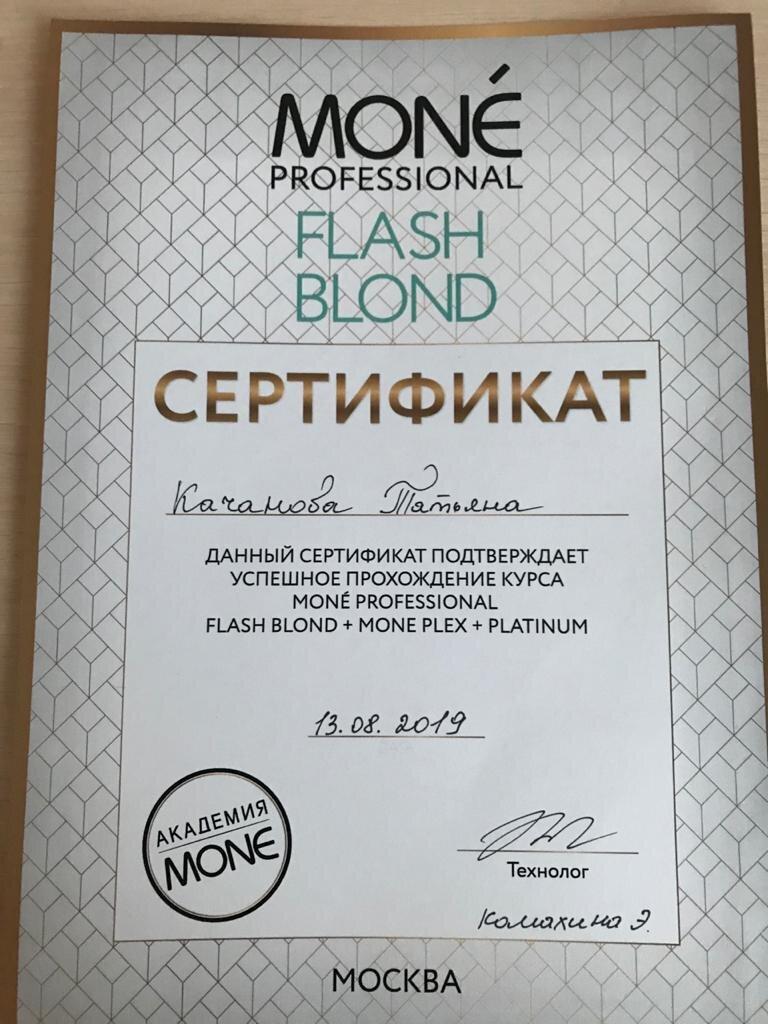 MONÉ
PROFESSIONAL
FLASH
BLOND
СЕРТИФИКАТ
Качанова Татьяна
ДАННЫЙ СЕРТИФИКАТ ПОДТВЕРЖДАЕТ
УСПЕШНОЕ ПРОХОЖДЕНИЕ КУРСА
MONÉ PROFESSIONAL
FLASH BLOND + MONE PLEX + PLATINUM
13.08.2019
АКАДЕМИЯ
MONE
Технолог
Комахина Э.
МОСКВА